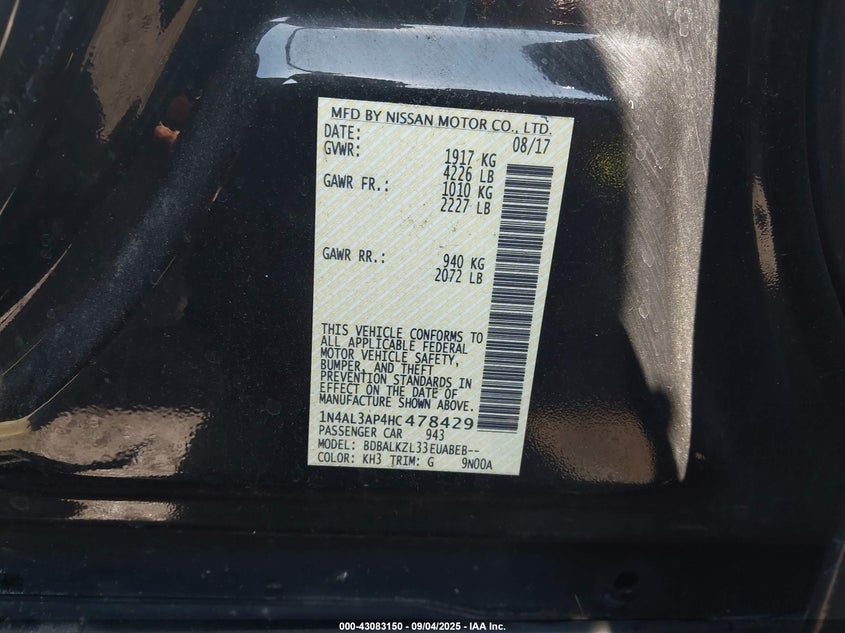 MFD BY NISSAN MOTOR CO., LTD.
DATE: 08/17
GVWR: 1917 KG
4226 LB
GAWR FR.: 1010 KG
2227 LB
GAWR RR.: 940 KG
2072 LB
THIS VEHICLE CONFORMS TO
ALL APPLICABLE FEDERAL
MOTOR VEHICLE SAFETY,
BUMPER, AND THEFT
PREVENTION STANDARDS IN
EFFECT ON THE DATE OF
MANUFACTURE SHOWN ABOVE.
1N4AL3AP4HC478429
PASSENGER CAR 943
MODEL: BDBALKZL33EUABEB--
COLOR: KH3 TRIM: G 9N00A
000-43083150 - 09/04/2025 - IAA Inc.